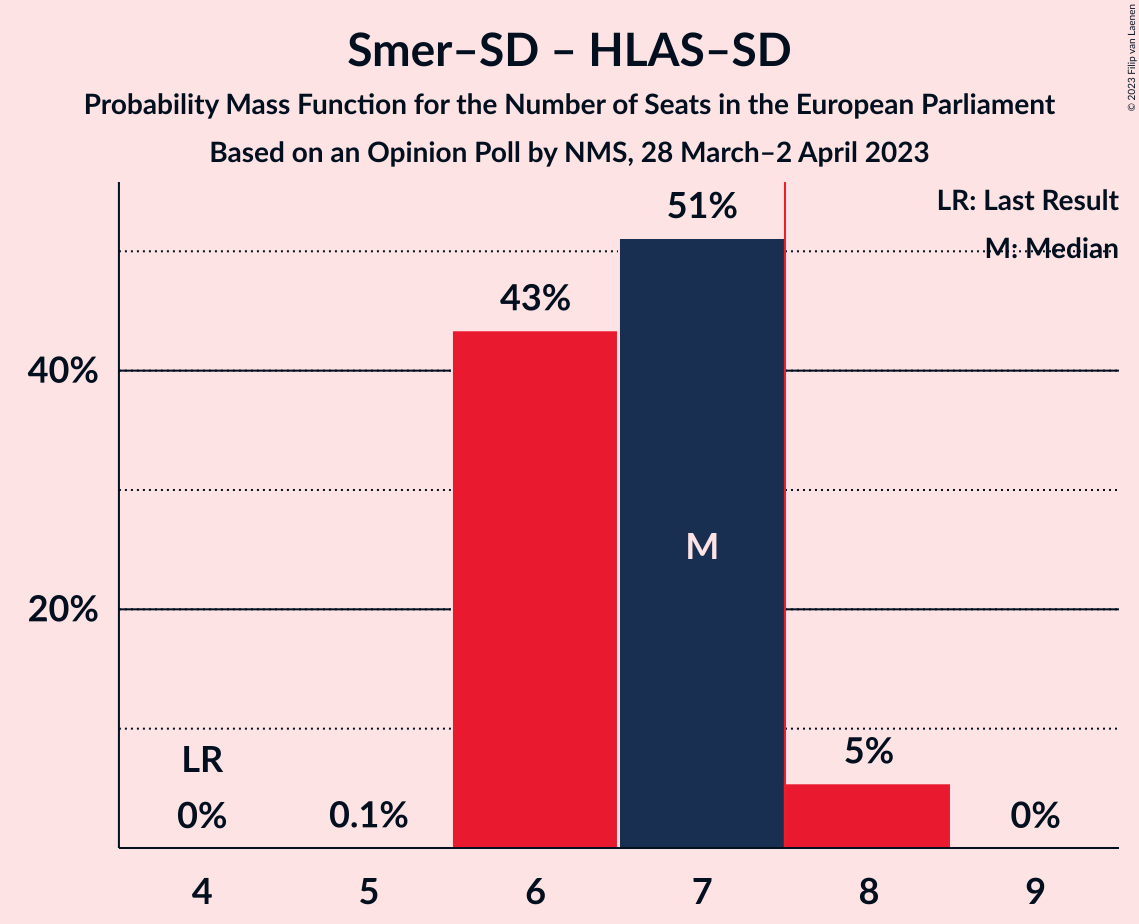 Smer–SD – HLAS–SD
Probability Mass Function for the Number of Seats in the European Parliament
Based on an Opinion Poll by NMS, 28 March–2 April 2023
© 2023 Filip van Laenen
LR: Last Result
M: Median
51%
43%
40%
M
20%
LR
5%
0%
0.1%
0%
4
5
6
7
8
9